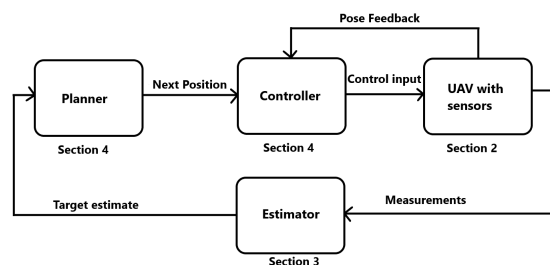 Pose Feedback
Planner
Next Position
Controller
Control input
UAV with
sensors
Section 4
Section 4
Section 2
Target estimate
Estimator
Measurements
Section 3